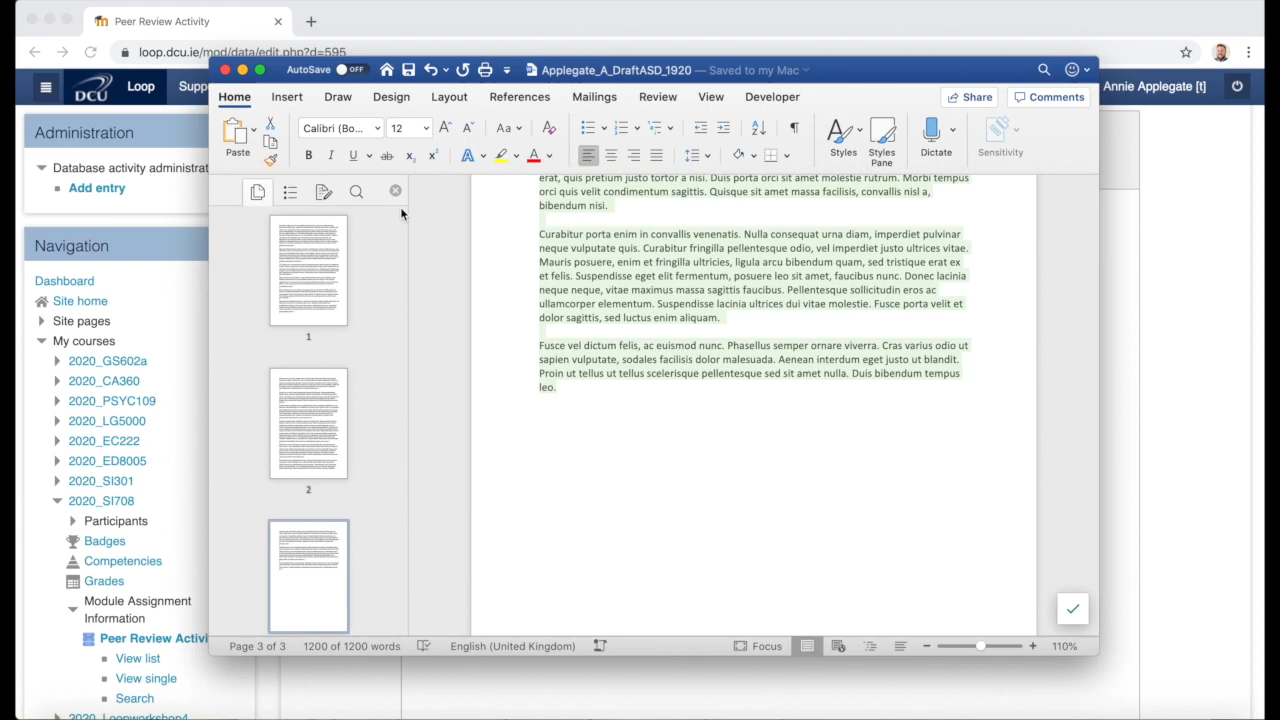 Peer Review Activity
loop.dcu.ie/mod/data/edit.php?d=595
DCU
Loop
Supp
Annie Applegate [t]
AutoSave
OFF
Applegate_A_DraftASD_1920 — Saved to my Mac
Home Insert Draw Design Layout References Mailings Review View Developer
Share
Comments
Paste
Calibri (Bo...
12
Styles
Styles Pane
Dictate
Sensitivity
Administration
Database activity administrat
Add entry
Navigation
Dashboard
Site home
Site pages
My courses
2020_GS602a
2020_CA360
2020_PSYC109
2020_LG5000
2020_EC222
2020_ED8005
2020_SI301
2020_SI708
Participants
Badges
Competencies
Grades
Module Assignment
Information
Peer Review Activi
View list
View single
Search
2020_Loopworkshop4
1
2
erat, quis pretium justo tortor a nisi. Duis porta orci sit amet molestie rutrum. Morbi tempus
orci quis velit condimentum sagittis. Quisque sit amet massa facilisis, convallis nisl a,
bibendum nisi.
Curabitur porta enim in convallis venenatis. Nulla consequat urna diam, imperdiet pulvinar
neque vulputate quis. Curabitur fringilla pellentesque odio, vel imperdiet justo ultrices vitae.
Mauris posuere, enim et fringilla ultricies, ligula arcu bibendum quam, sed tristique erat ex
et felis. Suspendisse eget elit fermentum, posuere leo sit amet, faucibus nunc. Donec lacinia
neque neque, vitae maximus massa sagittis faucibus. Pellentesque sollicitudin eros ac
ullamcorper elementum. Suspendisse lacinia ultrices dui vitae molestie. Fusce porta velit et
dolor sagittis, sed luctus enim aliquam.
Fusce vel dictum felis, ac euismod nunc. Phasellus semper ornare viverra. Cras varius odio ut
sapien vulputate, sodales facilisis dolor malesuada. Aenean interdum eget justo ut blandit.
Proin ut tellus ut tellus scelerisque pellentesque sed sit amet nulla. Duis bibendum tempus
leo.
Page 3 of 3
1200 of 1200 words
English (United Kingdom)
Focus
110%